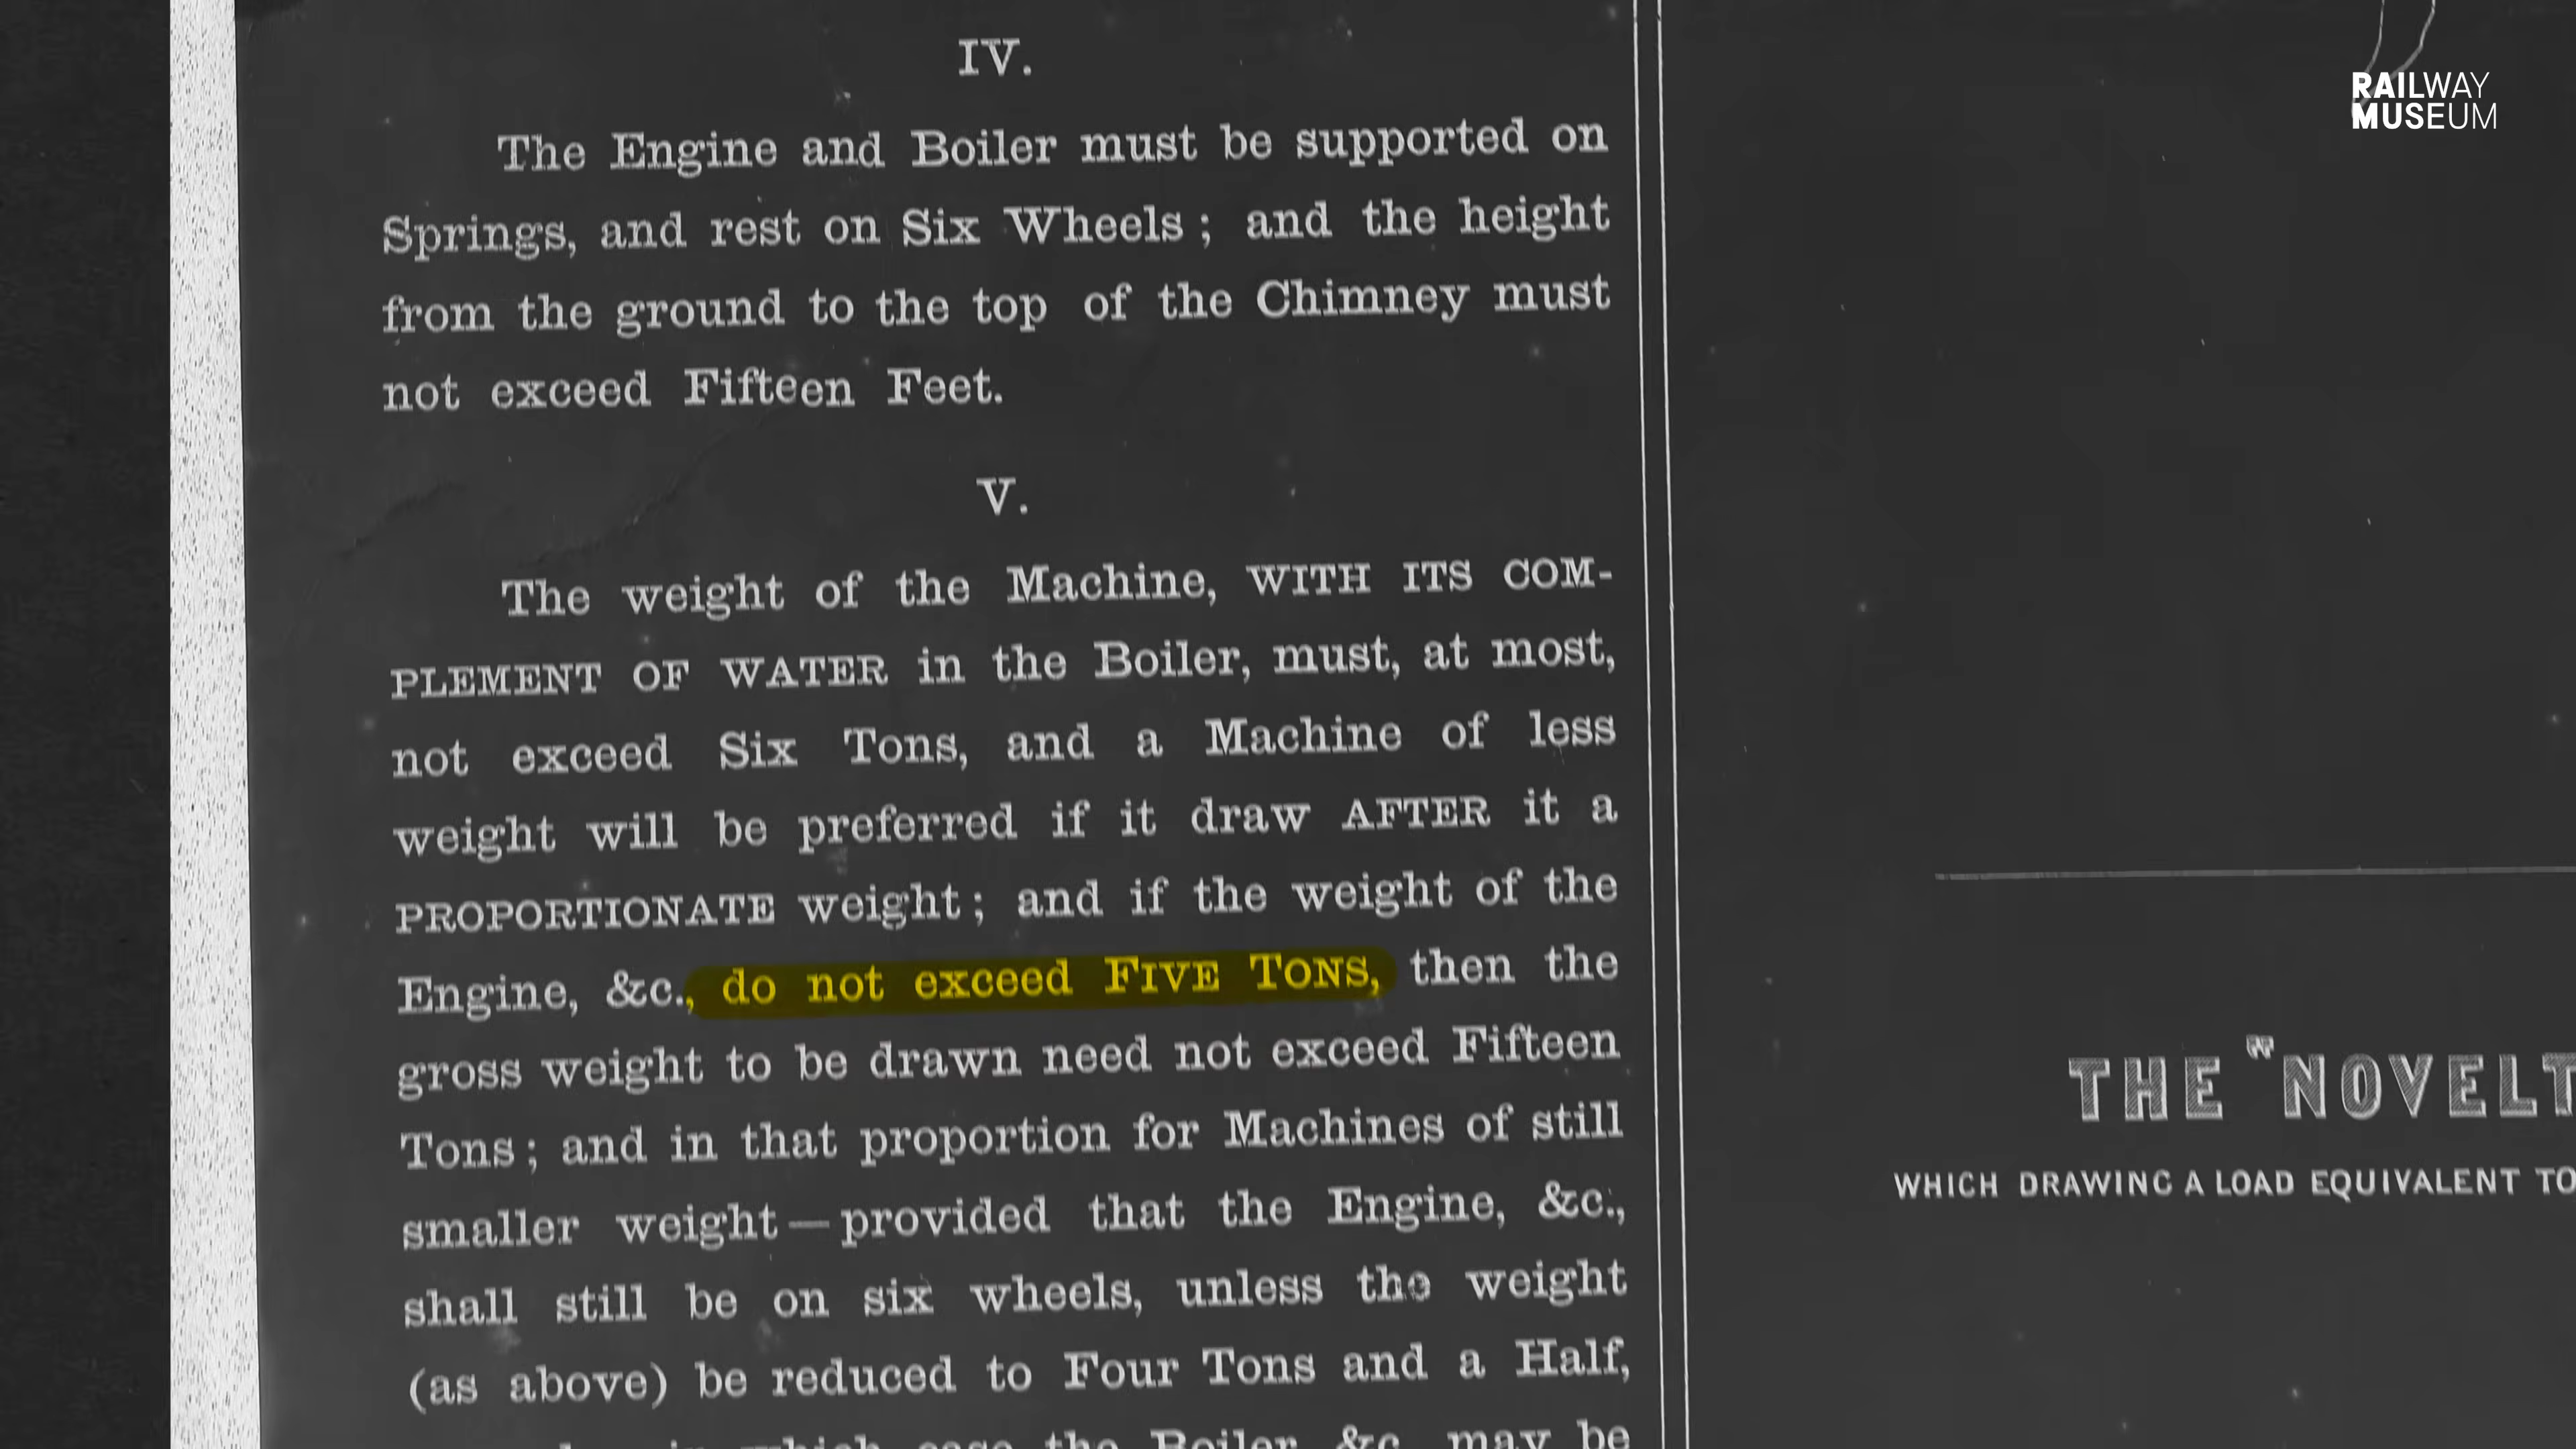 IV.
The Engine and Boiler must be supported on
Springs, and rest on Six Wheels; and the height
from the ground to the top of the Chimney must
not exceed Fifteen Feet.
V.
The weight of the Machine, WITH ITS COM-
PLEMENT OF WATER in the Boiler, must, at most,
not exceed Six Tons, and a Machine of less
weight will be preferred if it draw AFTER it a
PROPORTIONATE weight; and if the weight of the
Engine, &c., do not exceed FIVE TONS, then the
gross weight to be drawn need not exceed Fifteen
Tons; and in that proportion for Machines of still
smaller weight—provided that the Engine, &c.,
shall still be on six wheels, unless the weight
(as above) be reduced to Four Tons and a Half,
in which case the Boiler, &c. may be
RAILWAY
MUSEUM
THE "NOVELT
WHICH DRAWING A LOAD EQUIVALENT TO